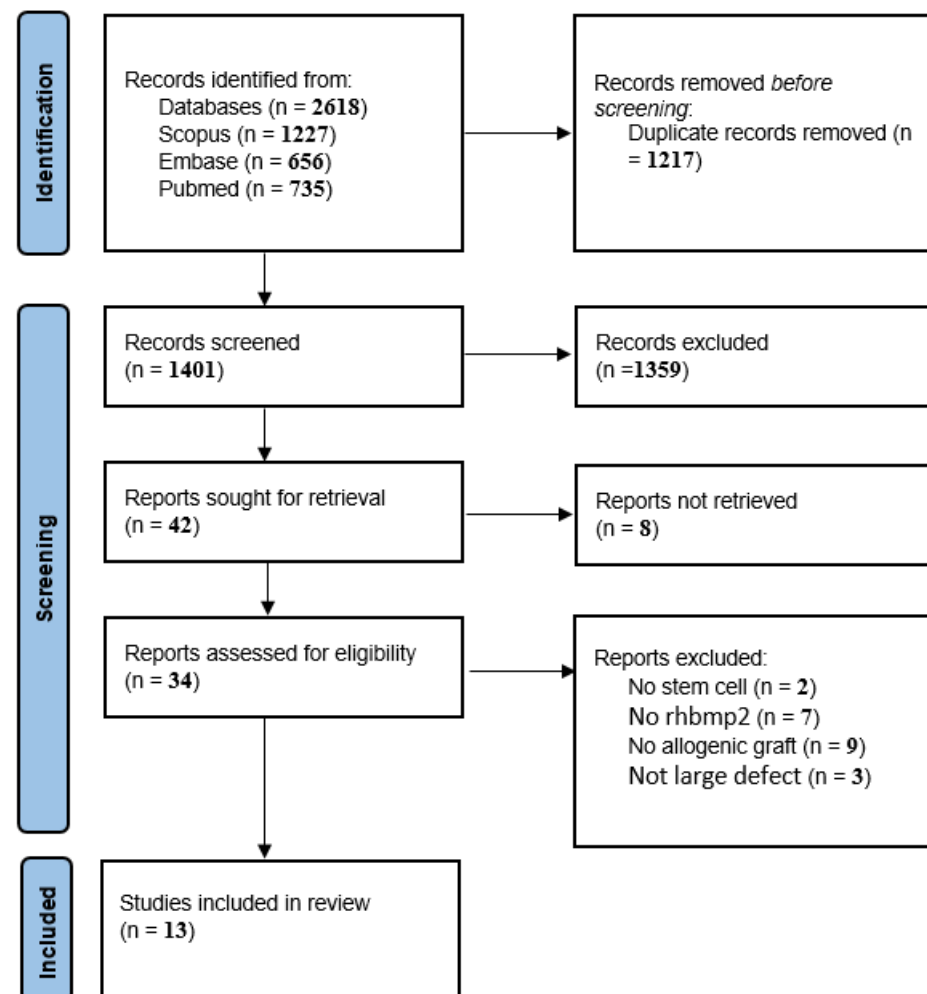 Identification
Records identified from:
Databases (n = 2618)
Scopus (n = 1227)
Embase (n = 656)
Pubmed (n = 735)
Records removed before
screening:
Duplicate records removed (n
= 1217)
Screening
Records screened
(n = 1401)
Records excluded
(n =1359)
Reports sought for retrieval
(n = 42)
Reports not retrieved
(n = 8)
Reports assessed for eligibility
(n = 34)
Reports excluded:
No stem cell (n = 2)
No rhbmp2 (n = 7)
No allogenic graft (n = 9)
Not large defect (n = 3)
Included
Studies included in review
(n = 13)